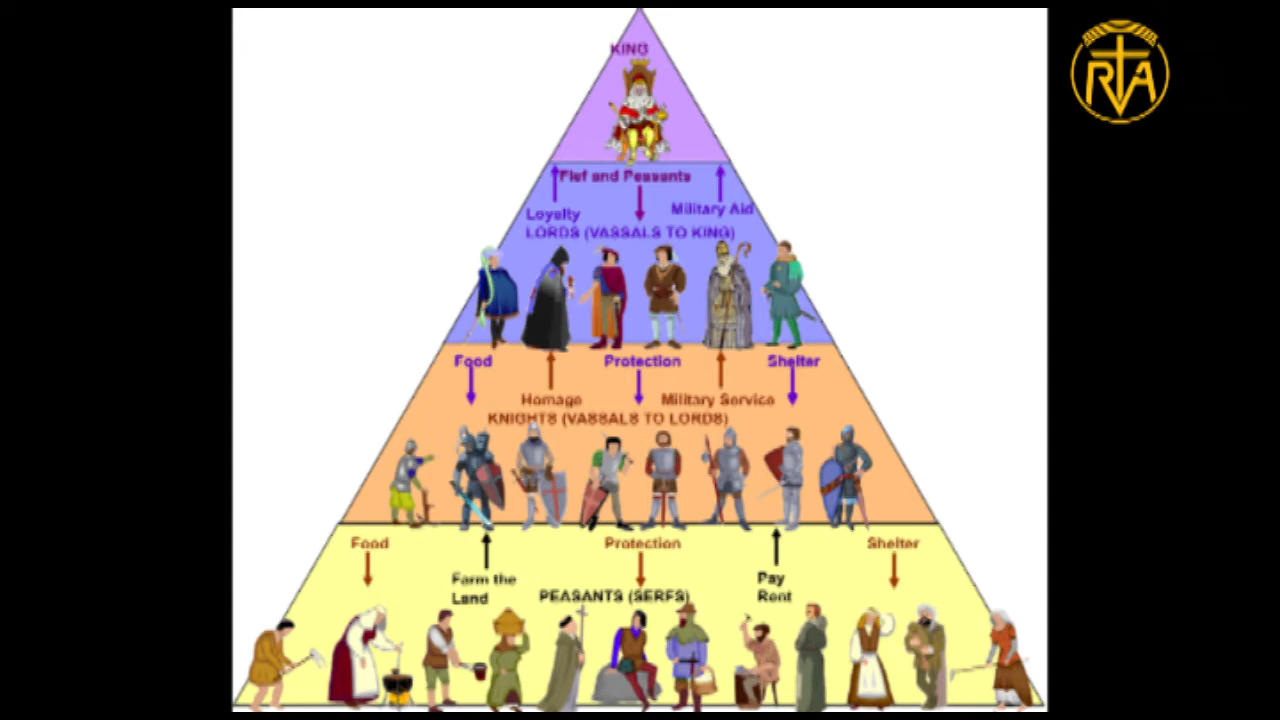 KING
Fief and Peasants
Loyalty
Military Aid
LORDS (VASSALS TO KING)
Food
Protection
Shelter
Homage
Military Service
KNIGHTS (VASSALS TO LORDS)
Food
Protection
Shelter
Farm the
Land
Pay
Rent
PEASANTS (SERFS)
RTA